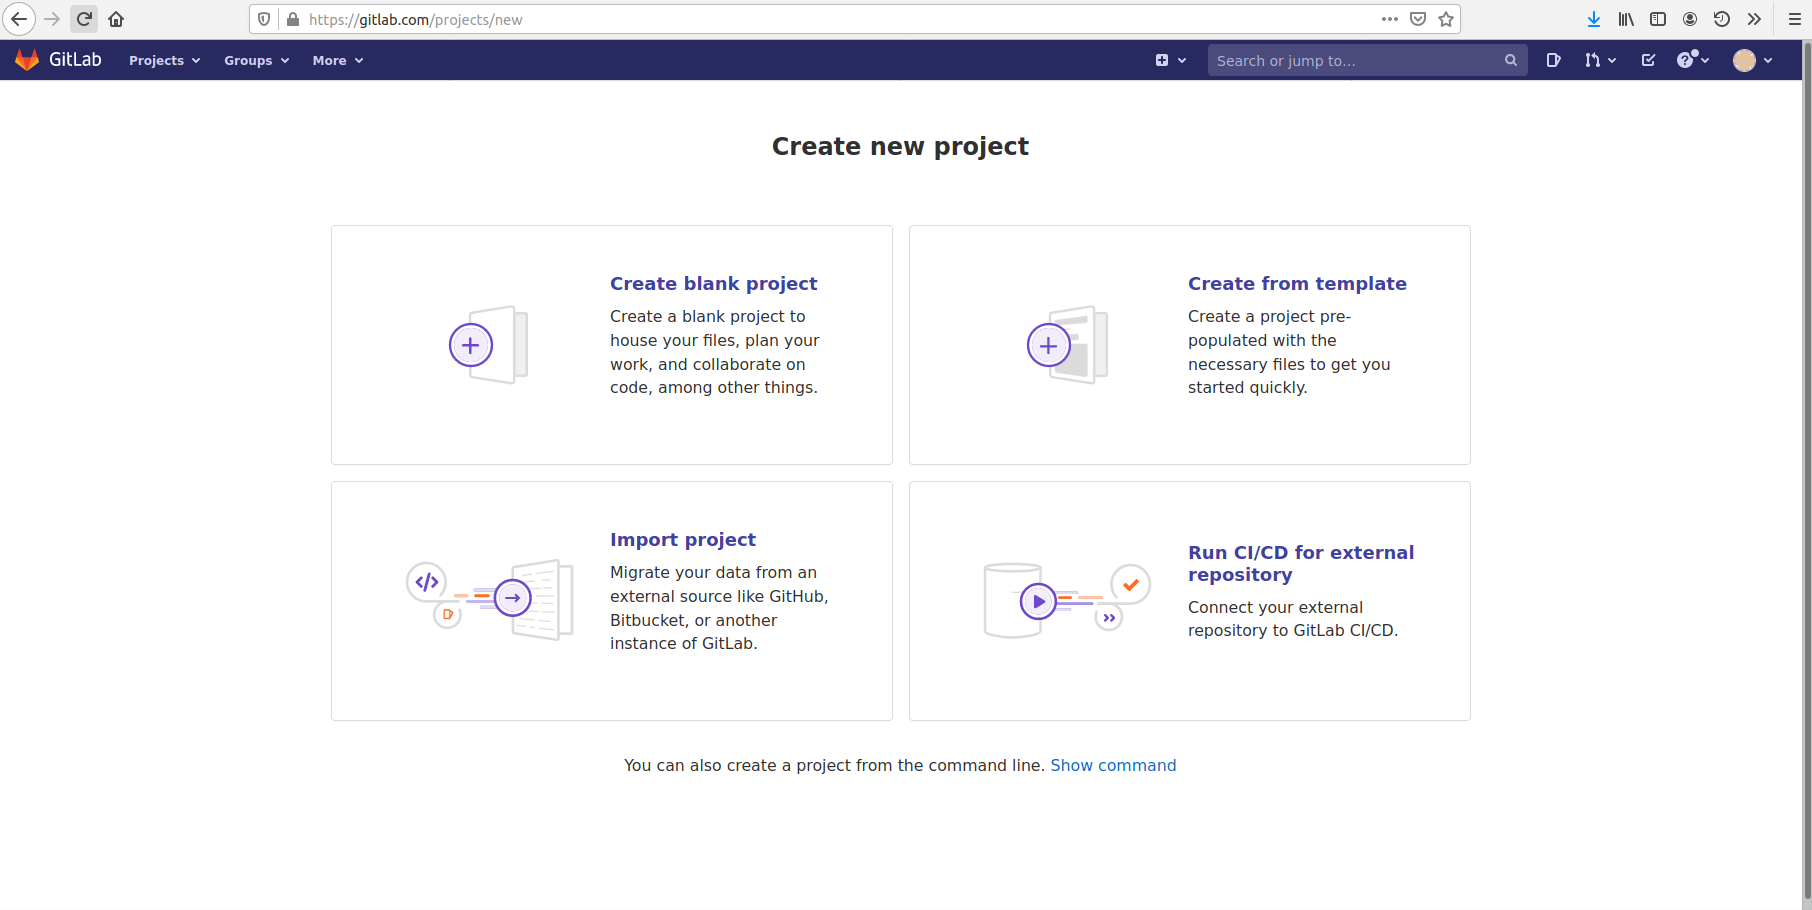 https://gitlab.com/projects/new
GitLab Projects Groups More Search or jump to...
Create new project
Create blank project
Create a blank project to
house your files, plan your
work, and collaborate on
code, among other things.
Create from template
Create a project pre-
populated with the
necessary files to get you
started quickly.
Import project
Migrate your data from an
external source like GitHub,
Bitbucket, or another
instance of GitLab.
Run CI/CD for external
repository
Connect your external
repository to GitLab CI/CD.
You can also create a project from the command line. Show command